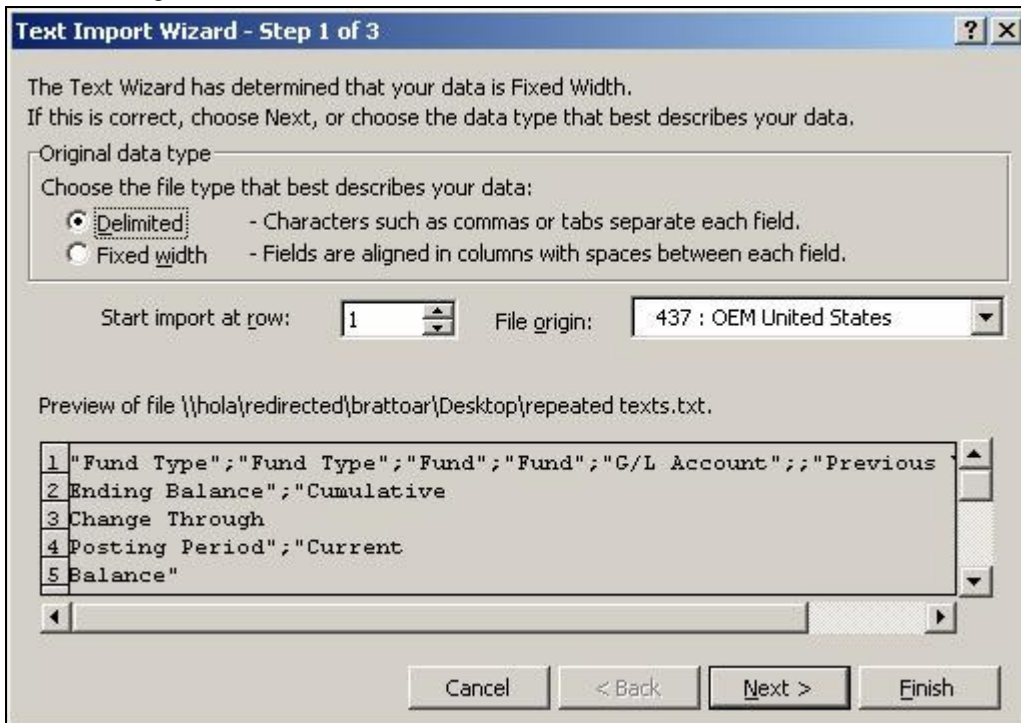 Text Import Wizard - Step 1 of 3
The Text Wizard has determined that your data is Fixed Width.
If this is correct, choose Next, or choose the data type that best describes your data.
Original data type
Choose the file type that best describes your data:
Delimited - Characters such as commas or tabs separate each field.
Fixed width - Fields are aligned in columns with spaces between each field.
Start import at row: 1 File origin: 437 : OEM United States
Preview of file \\hola\redirected\brattoar\Desktop\repeated texts.txt.
1 "Fund Type";"Fund Type";"Fund";"Fund";"G/L Account";;"Previous
2 Ending Balance";"Cumulative
3 Change Through
4 Posting Period";"Current
5 Balance"
Cancel < Back Next > Finish